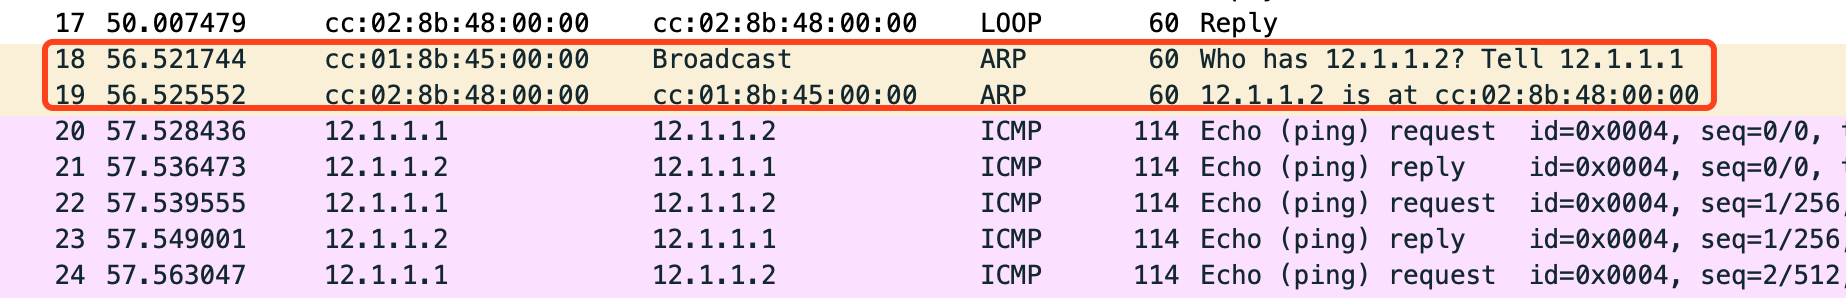 17 50.007479 cc:02:8b:48:00:00 cc:02:8b:48:00:00 LOOP 60 Reply
18 56.521744 cc:01:8b:45:00:00 Broadcast ARP 60 Who has 12.1.1.2? Tell 12.1.1.1
19 56.525552 cc:02:8b:48:00:00 cc:01:8b:45:00:00 ARP 60 12.1.1.2 is at cc:02:8b:48:00:00
20 57.528436 12.1.1.1 12.1.1.2 ICMP 114 Echo (ping) request id=0x0004, seq=0/0,
21 57.536473 12.1.1.2 12.1.1.1 ICMP 114 Echo (ping) reply id=0x0004, seq=0/0,
22 57.539555 12.1.1.1 12.1.1.2 ICMP 114 Echo (ping) request id=0x0004, seq=1/256,
23 57.549001 12.1.1.2 12.1.1.1 ICMP 114 Echo (ping) reply id=0x0004, seq=1/256,
24 57.563047 12.1.1.1 12.1.1.2 ICMP 114 Echo (ping) request id=0x0004, seq=2/512